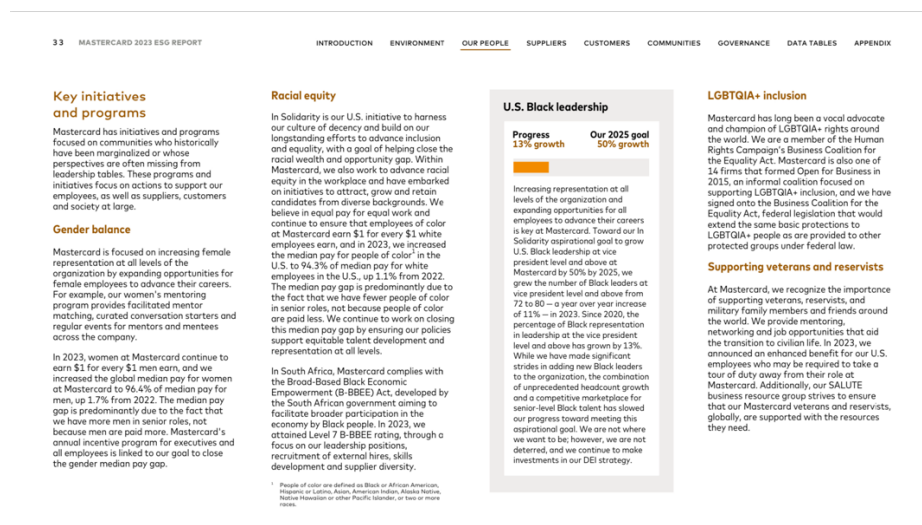 33 MASTERCARD 2023 ESG REPORT
INTRODUCTION ENVIRONMENT OUR PEOPLE SUPPLIERS CUSTOMERS COMMUNITIES GOVERNANCE DATA TABLES APPENDIX
Key initiatives
and programs
Mastercard has initiatives and programs
focused on communities who historically
have been marginalized or whose
perspectives are often missing from
leadership tables. These programs and
initiatives focus on actions to support our
employees, as well as suppliers, customers
and society at large.
Gender balance
Mastercard is focused on increasing female
representation at all levels of the
organization by expanding opportunities for
female employees to advance their careers.
For example, our women's mentoring
program provides facilitated mentor
matching, curated conversation starters and
regular events for mentors and mentees
across the company.
In 2023, women at Mastercard continue to
earn $1 for every $1 men earn, and we
increased the global median pay for women
at Mastercard to 96.4% of median pay for
men, up 1.7% from 2022. The median pay
gap is predominantly due to the fact that
we have more men in senior roles, not
because men are paid more. Mastercard's
annual incentive program for executives and
all employees is linked to our goal to close
the gender median pay gap.
Racial equity
In Solidarity is our U.S. initiative to harness
our culture of decency and build on our
longstanding efforts to advance inclusion
and equality, with a goal of helping close the
racial wealth and opportunity gap. Within
Mastercard, we also work to advance racial
equity in the workplace and have embarked
on initiatives to attract, grow and retain
candidates from diverse backgrounds. We
believe in equal pay for equal work and
continue to ensure that employees of color
at Mastercard earn $1 for every $1 white
employees earn, and in 2023, we increased
the median pay for people of color¹ in the
U.S. to 94.3% of median pay for white
employees in the U.S., up 1.1% from 2022.
The median pay gap is predominantly due to
the fact that we have fewer people of color
in senior roles, not because people of color
are paid less. We continue to work on closing
this median pay gap by ensuring our policies
support equitable talent development and
representation at all levels.
In South Africa, Mastercard complies with
the Broad-Based Black Economic
Empowerment (B-BBEE) Act, developed by
the South African government aiming to
facilitate broader participation in the
economy by Black people. In 2023, we
attained Level 7 B-BBEE rating, through a
focus on our leadership positions,
recruitment of external hires, skills
development and supplier diversity.
¹ People of color are defined as Black or African American,
Hispanic or Latino, Asian, American Indian, Alaska Native,
Native Hawaiian or other Pacific Islander, or two or more
races.
U.S. Black leadership
Progress Our 2025 goal
13% growth 50% growth
Increasing representation at all
levels of the organization and
expanding opportunities for all
employees to advance their careers
is key at Mastercard. Toward our In
Solidarity aspirational goal to grow
U.S. Black leadership at vice
president level and above at
Mastercard by 50% by 2025, we
grew the number of Black leaders at
vice president level and above from
72 to 80 — a year over year increase
of 11% — in 2023. Since 2020, the
percentage of Black representation
in leadership at the vice president
level and above has grown by 13%.
While we have made significant
strides in adding new Black leaders
to the organization, the combination
of unprecedented headcount growth
and a competitive marketplace for
senior-level Black talent has slowed
our progress toward meeting this
aspirational goal. We are not where
we want to be; however, we are not
deterred, and we continue to make
investments in our DEI strategy.
LGBTQIA+ inclusion
Mastercard has long been a vocal advocate
and champion of LGBTQIA+ rights around
the world. We are a member of the Human
Rights Campaign's Business Coalition for
the Equality Act. Mastercard is also one of
14 firms that formed Open for Business in
2015, an informal coalition focused on
supporting LGBTQIA+ inclusion, and we have
signed onto the Business Coalition for the
Equality Act, federal legislation that would
extend the same basic protections to
LGBTQIA+ people as are provided to other
protected groups under federal law.
Supporting veterans and reservists
At Mastercard, we recognize the importance
of supporting veterans, reservists, and
military family members and friends around
the world. We provide mentoring,
networking and job opportunities that aid
the transition to civilian life. In 2023, we
announced an enhanced benefit for our U.S.
employees who may be required to take a
tour of duty away from their role at
Mastercard. Additionally, our SALUTE
business resource group strives to ensure
that our Mastercard veterans and reservists,
globally, are supported with the resources
they need.